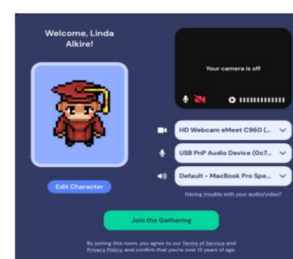 Welcome, Linda
Alkire!
Your camera is off
HD Webcam eMeet C960 (...
USB PnP Audio Device (0c7...
Default - MacBook Pro Spe...
Edit Character
Having trouble with your audio/video?
Join the Gathering
By joining this room, you agree to our Terms of Service and
Privacy Policy, and confirm that you're over 18 years of age.